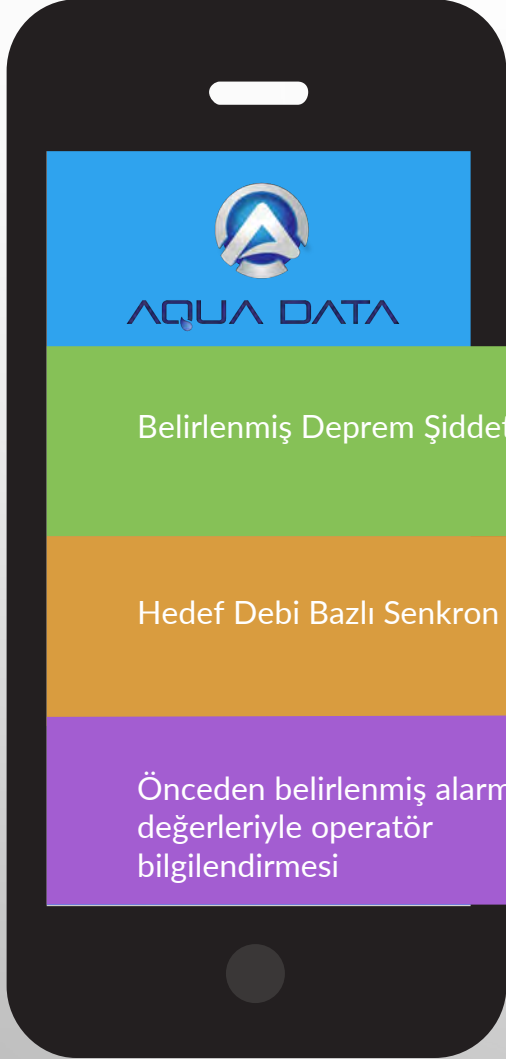 AQUA DATA
Belirlenmiş Deprem Şiddet
Hedef Debi Bazlı Senkron
Önceden belirlenmiş alarm
değerleriyle operatör
bilgilendirmesi